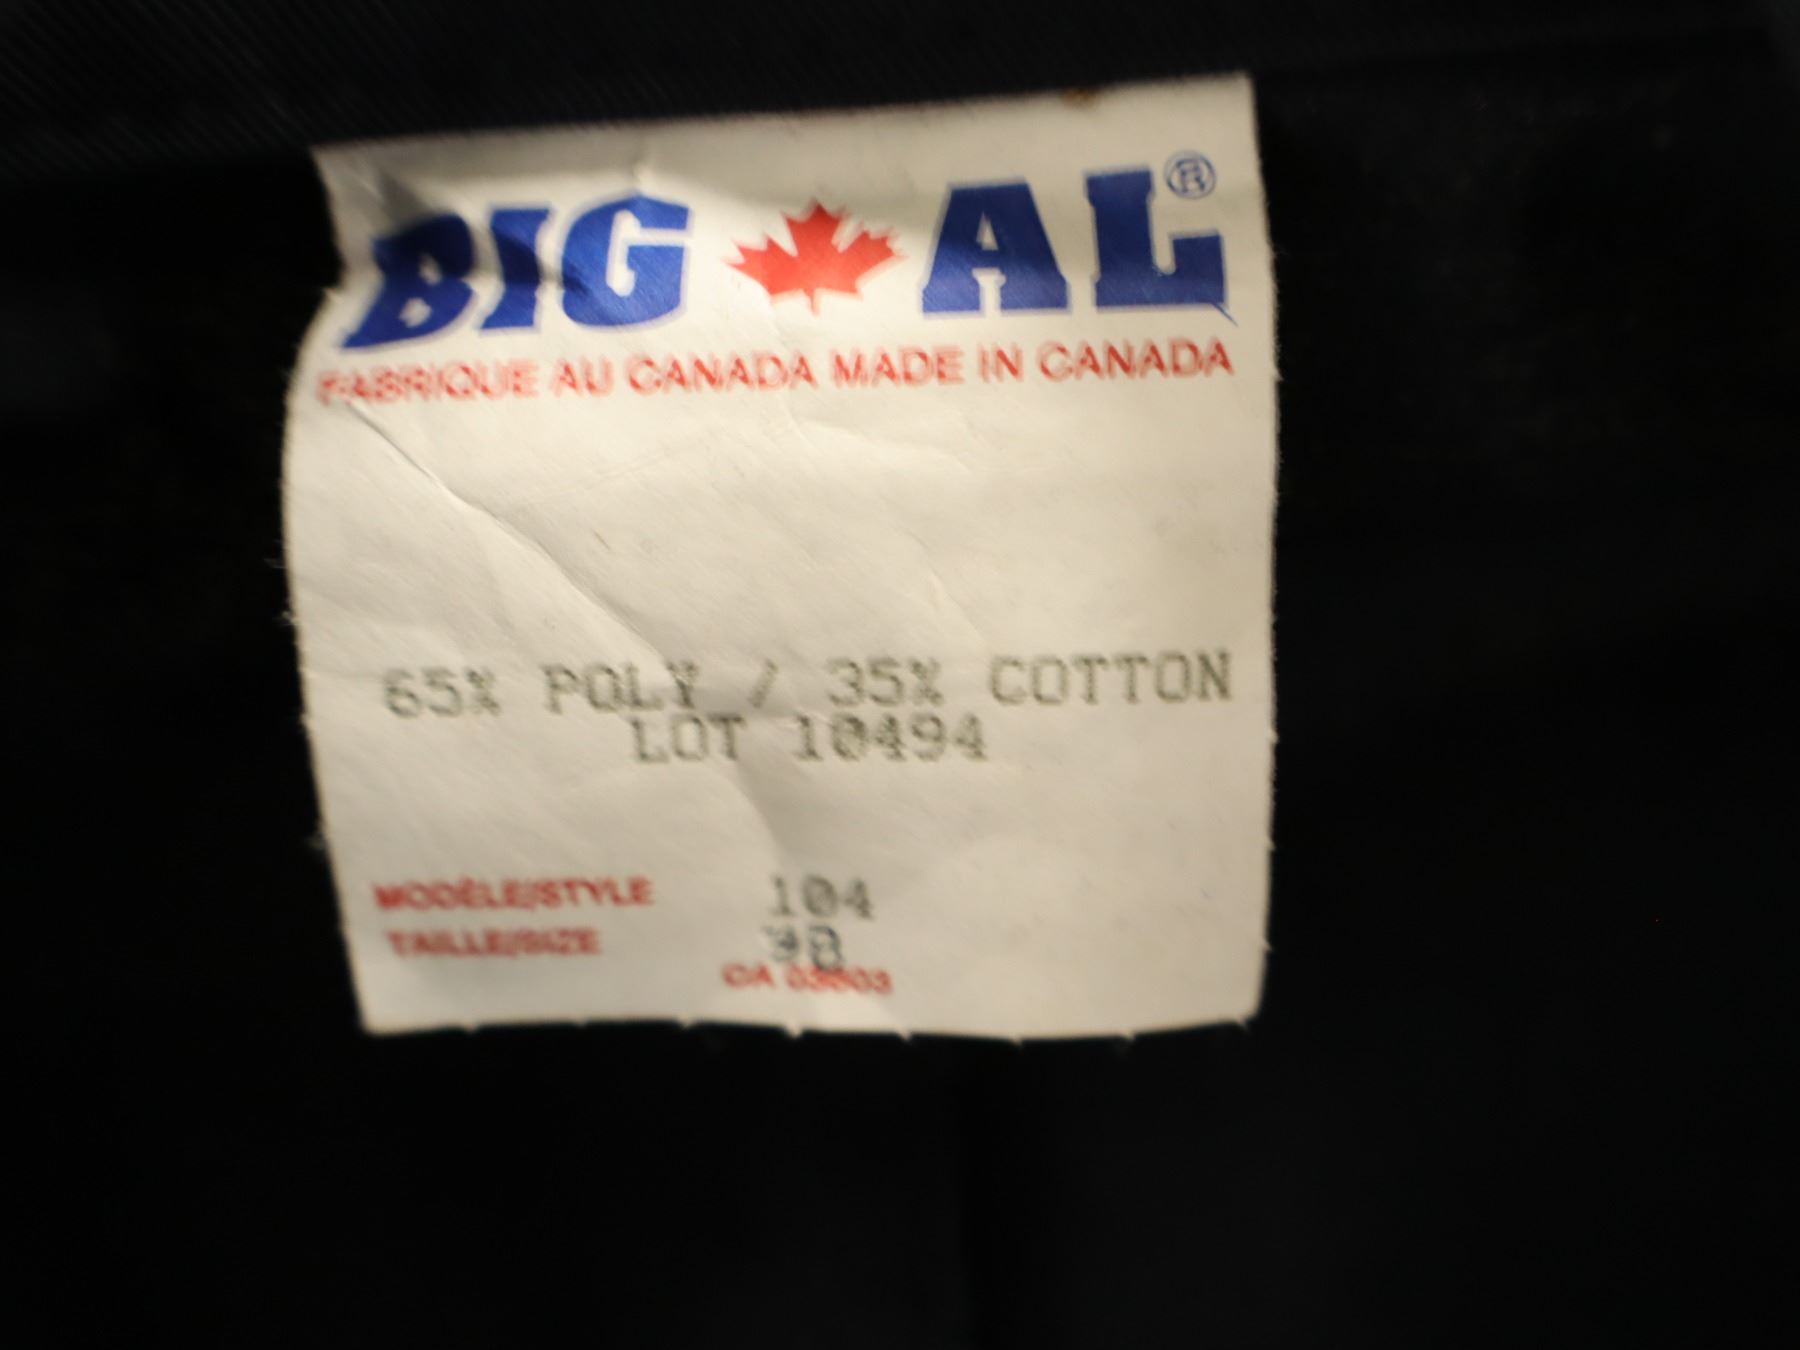 BIG AL®
FABRIQUE AU CANADA MADE IN CANADA
65% POLY / 35% COTTON
LOT 10494
MODÈLE/STYLE 104
TAILLE/SIZE
CA